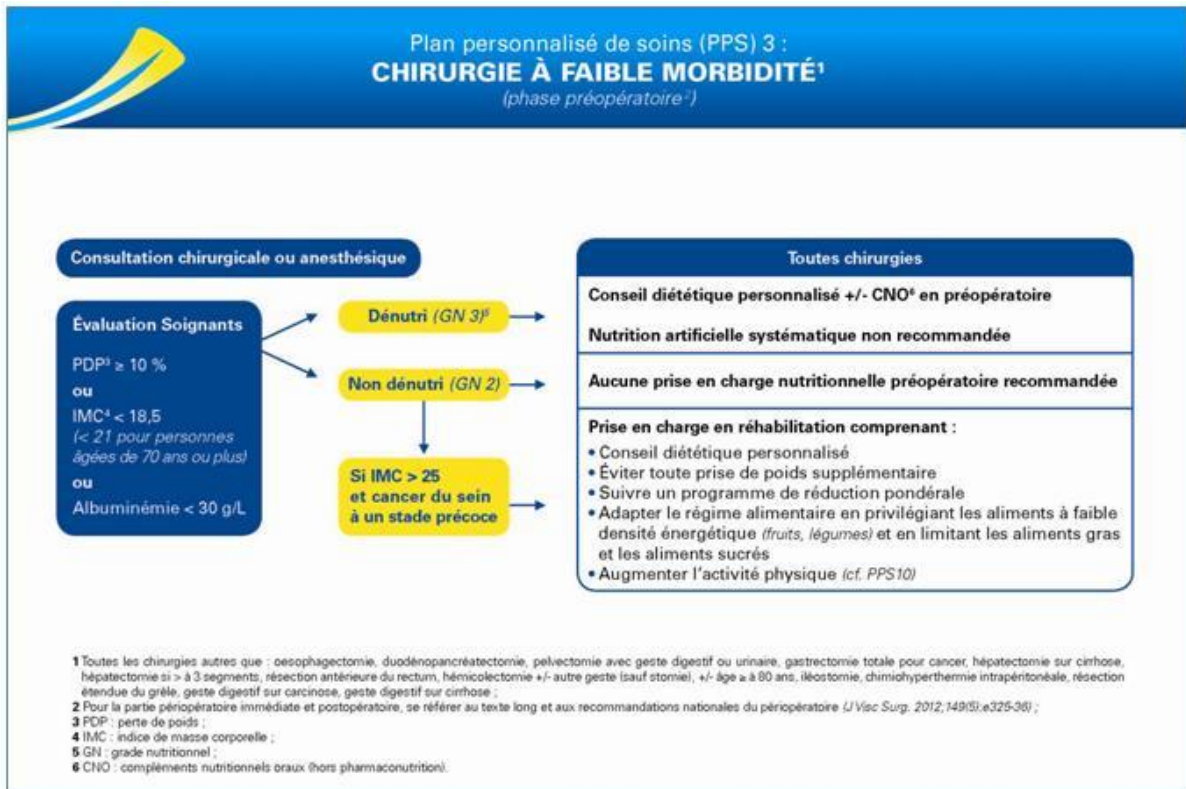 Plan personnalisé de soins (PPS) 3 :
CHIRURGIE À FAIBLE MORBIDITÉ¹
(phase préopératoire²)
Consultation chirurgicale ou anesthésique
Évaluation Soignants
PDP³ ≥ 10 %
ou
IMC⁴ < 18,5
(< 21 pour personnes
âgées de 70 ans ou plus)
ou
Albuminémie < 30 g/L
Dénutri (GN 3)⁵
Non dénutri (GN 2)
Si IMC > 25
et cancer du sein
à un stade précoce
Toutes chirurgies
Conseil diététique personnalisé +/- CNO⁶ en préopératoire
Nutrition artificielle systématique non recommandée
Aucune prise en charge nutritionnelle préopératoire recommandée
Prise en charge en réhabilitation comprenant :
• Conseil diététique personnalisé
• Éviter toute prise de poids supplémentaire
• Suivre un programme de réduction pondérale
• Adapter le régime alimentaire en privilégiant les aliments à faible
densité énergétique (fruits, légumes) et en limitant les aliments gras
et les aliments sucrés
• Augmenter l'activité physique (cf. PPS10)
1 Toutes les chirurgies autres que : oesophagectomie, duodénopancréatectomie, pelvectomie avec geste digestif ou urinaire, gastrectomie totale pour cancer, hépatectomie sur cirrhose,
hépatectomie si > à 3 segments, résection antérieure du rectum, hémicolectomie +/- autre geste (sauf stomie), +/- âge ≥ à 80 ans, iléostomie, chimiohyperthermie intrapéritonéale, résection
étendue du grêle, geste digestif sur carcinose, geste digestif sur cirrhose ;
2 Pour la partie périopératoire immédiate et postopératoire, se référer au texte long et aux recommandations nationales du périopératoire (J Visc Surg. 2012,149(5):e325-36) ;
3 PDP : perte de poids ;
4 IMC : indice de masse corporelle ;
5 GN : grade nutritionnel ;
6 CNO : compléments nutritionnels oraux (hors pharmaconutrition).